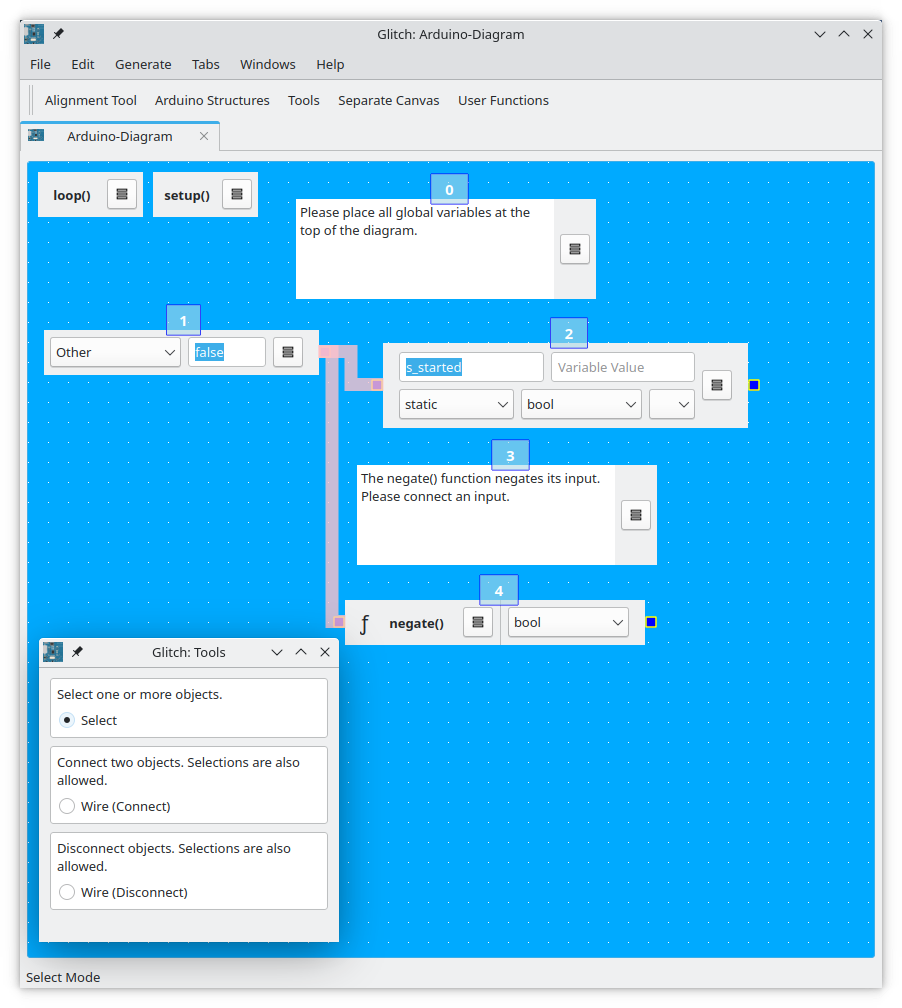 Glitch: Arduino-Diagram
File Edit Generate Tabs Windows Help
Alignment Tool Arduino Structures Tools Separate Canvas User Functions
Arduino-Diagram
loop()
setup()
0
Please place all global variables at the
top of the diagram.
1
Other
false
2
s_started
Variable Value
static
bool
3
The negate() function negates its input.
Please connect an input.
4
ƒ
negate()
bool
Glitch: Tools
Select one or more objects.
Select
Connect two objects. Selections are also
allowed.
Wire (Connect)
Disconnect objects. Selections are also
allowed.
Wire (Disconnect)
Select Mode